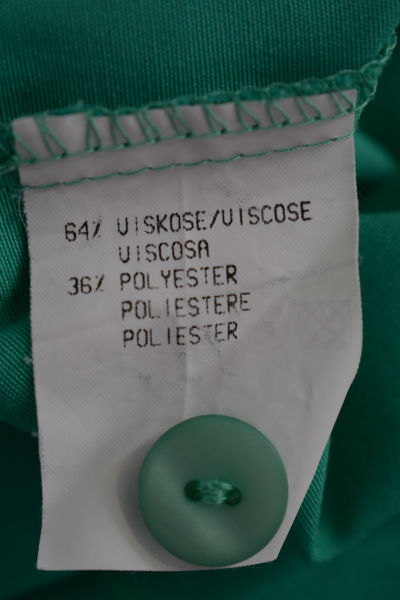 64% VISKOSE/VISCOSE
VISCOSA
36% POLYESTER
POLIESTERE
POLIESTER